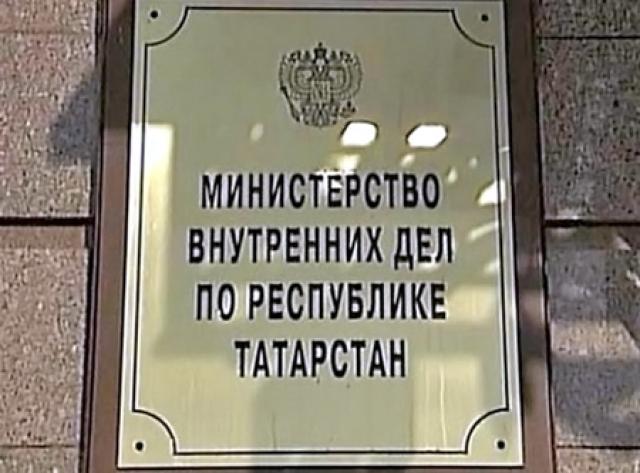 МИНИСТЕРСТВО
ВНУТРЕННИХ ДЕЛ
ПО РЕСПУБЛИКЕ
ТАТАРСТАН